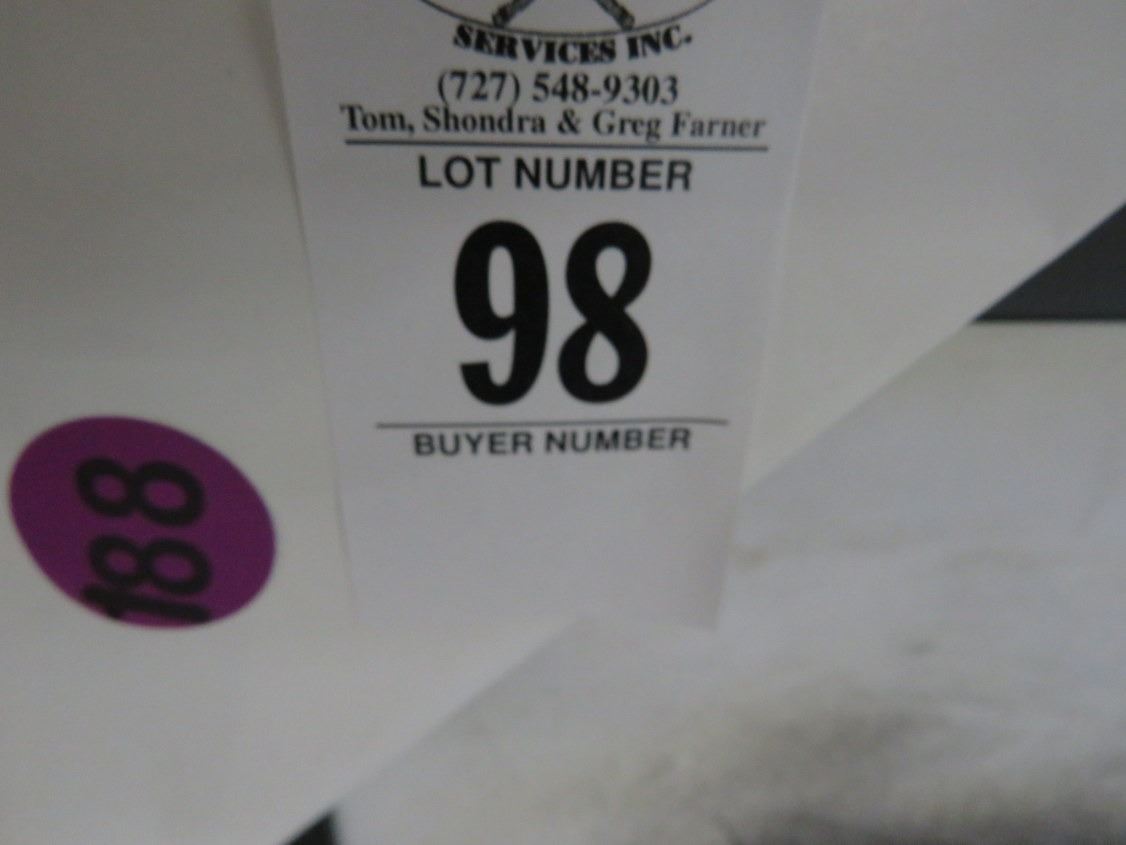 SERVICES INC.
(727) 548-9303
Tom, Shondra & Greg Farner
LOT NUMBER
98
BUYER NUMBER
188